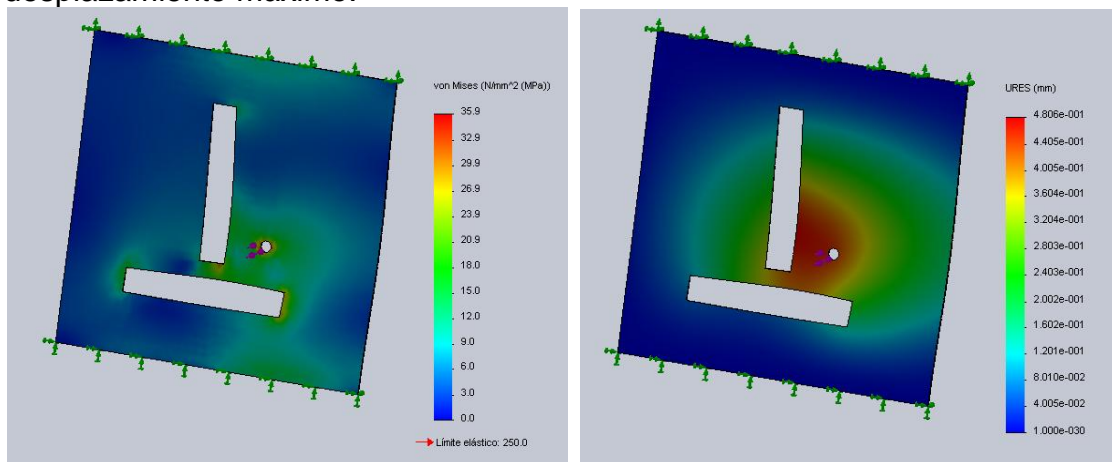 desplazamiento máximo.
von Mises (N/mm^2 (MPa))
35.9
32.9
29.9
26.9
23.9
20.9
18.0
15.0
12.0
9.0
6.0
3.0
0.0
Límite elástico: 250.0
URES (mm)
4.806e-001
4.405e-001
4.005e-001
3.604e-001
3.204e-001
2.803e-001
2.403e-001
2.002e-001
1.602e-001
1.201e-001
8.010e-002
4.005e-002
1.000e-030